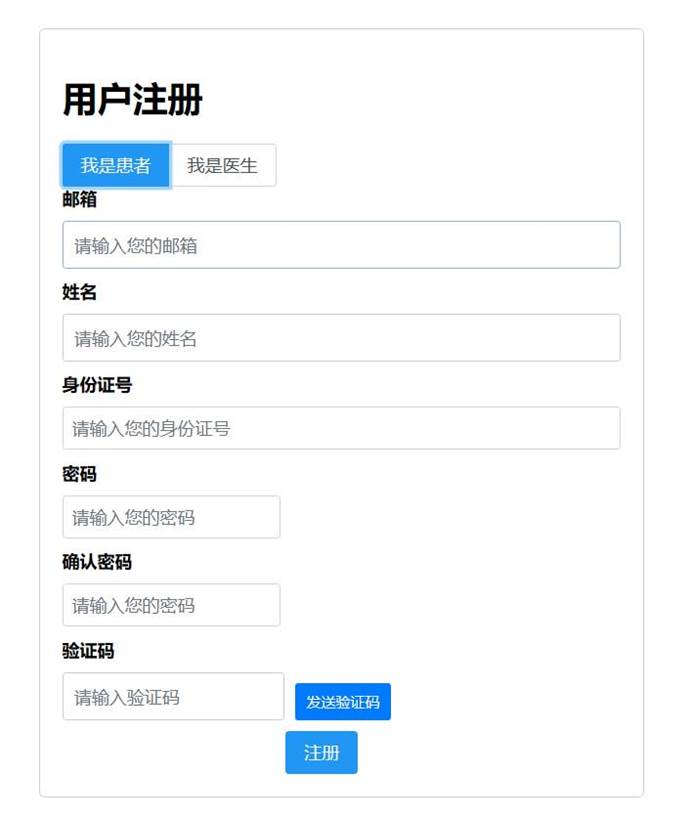 用户注册
我是患者 我是医生
邮箱
请输入您的邮箱
姓名
请输入您的姓名
身份证号
请输入您的身份证号
密码
请输入您的密码
确认密码
请输入您的密码
验证码
请输入验证码 发送验证码
注册